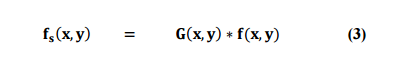 fₛ(x, y) = G(x, y) ∗ f(x, y) (3)